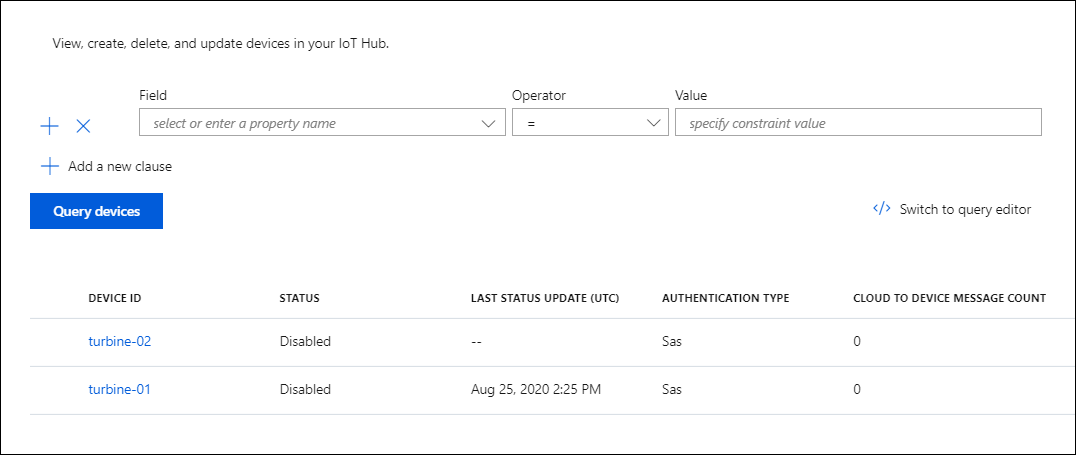 View, create, delete, and update devices in your IoT Hub.
Field Operator Value
select or enter a property name = specify constraint value
Add a new clause
Query devices </> Switch to query editor
DEVICE ID STATUS LAST STATUS UPDATE (UTC) AUTHENTICATION TYPE CLOUD TO DEVICE MESSAGE COUNT
turbine-02 Disabled -- Sas 0
turbine-01 Disabled Aug 25, 2020 2:25 PM Sas 0